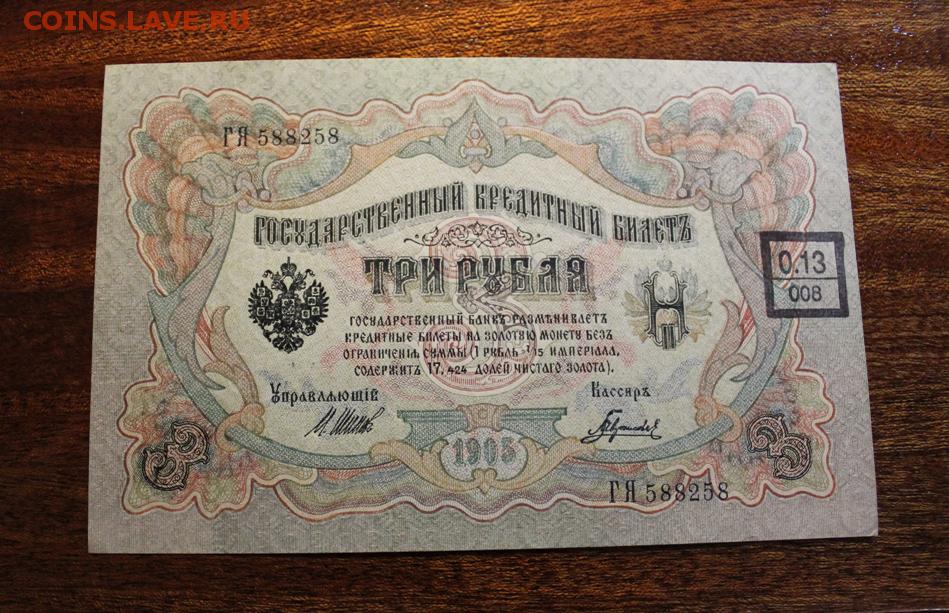 COINS.LAVE.RU
ГЯ 588258
ГОСУДАРСТВЕННЫЙ КРЕДИТНЫЙ БИЛЕТЪ
ТРИ РУБЛЯ
0.13
008
ГОСУДАРСТВЕННЫЙ БАНКЪ РАЗМѢНИВАЕТЪ
КРЕДИТНЫЕ БИЛЕТЫ НА ЗОЛОТУЮ МОНЕТУ БЕЗЪ
ОГРАНИЧЕНІЯ СУММЫ (1 РУБЛЬ = 1/15 ИМПЕРІАЛА,
СОДЕРЖИТЪ 17,424 ДОЛЕЙ ЧИСТАГО ЗОЛОТА).
Управляющій Кассиръ
1905
3 3
ГЯ 588258